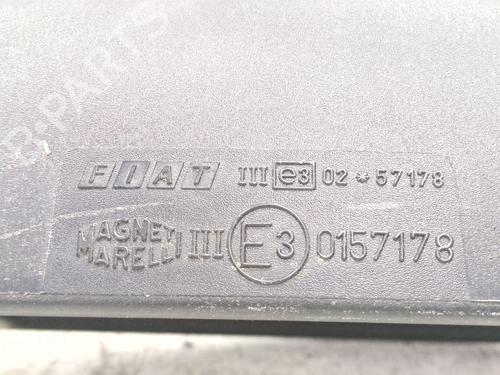 B-PARTS
FIAT III e3 02 * 57178
MAGNETI
MARELLI III E3 0157178